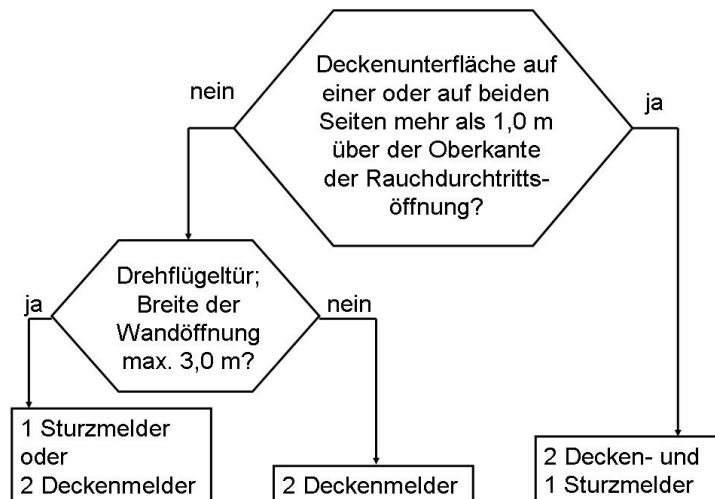 Deckenunterfläche auf
einer oder auf beiden
Seiten mehr als 1,0 m
über der Oberkante
der Rauchdurchtritts-
öffnung?
nein
ja
Drehflügeltür;
Breite der
Wandöffnung
max. 3,0 m?
ja
nein
1 Sturzmelder
oder
2 Deckenmelder
2 Deckenmelder
2 Decken- und
1 Sturzmelder